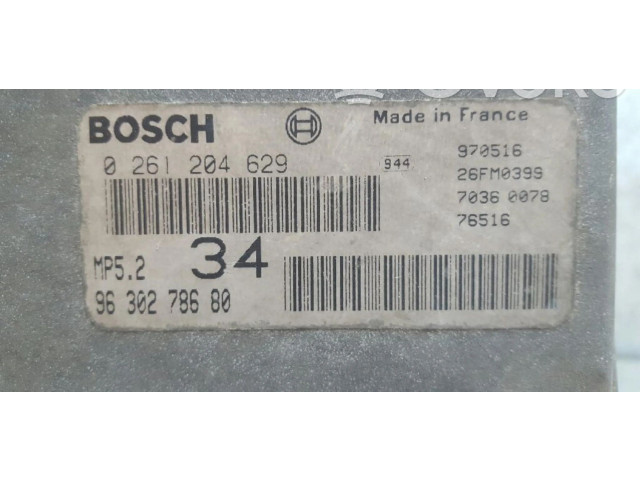 BOSCH
Made in France
0 261 204 629
944
970516
26FM0399
7036 0078
76516
MP5.2
34
96 302 786 80